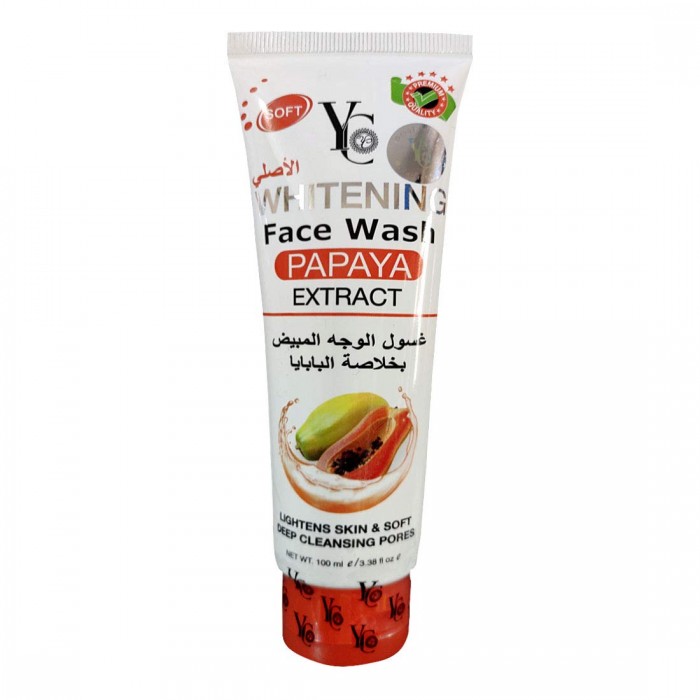 SOFT
PREMIUM
QUALITY
YC
الأصلي
WHITENING
Face Wash
PAPAYA
EXTRACT
غسول الوجه المبيض
بخلاصة البابايا
LIGHTENS SKIN & SOFT
DEEP CLEANSING PORES
NET WT. 100 ml e/3.38 fl oz e
YC